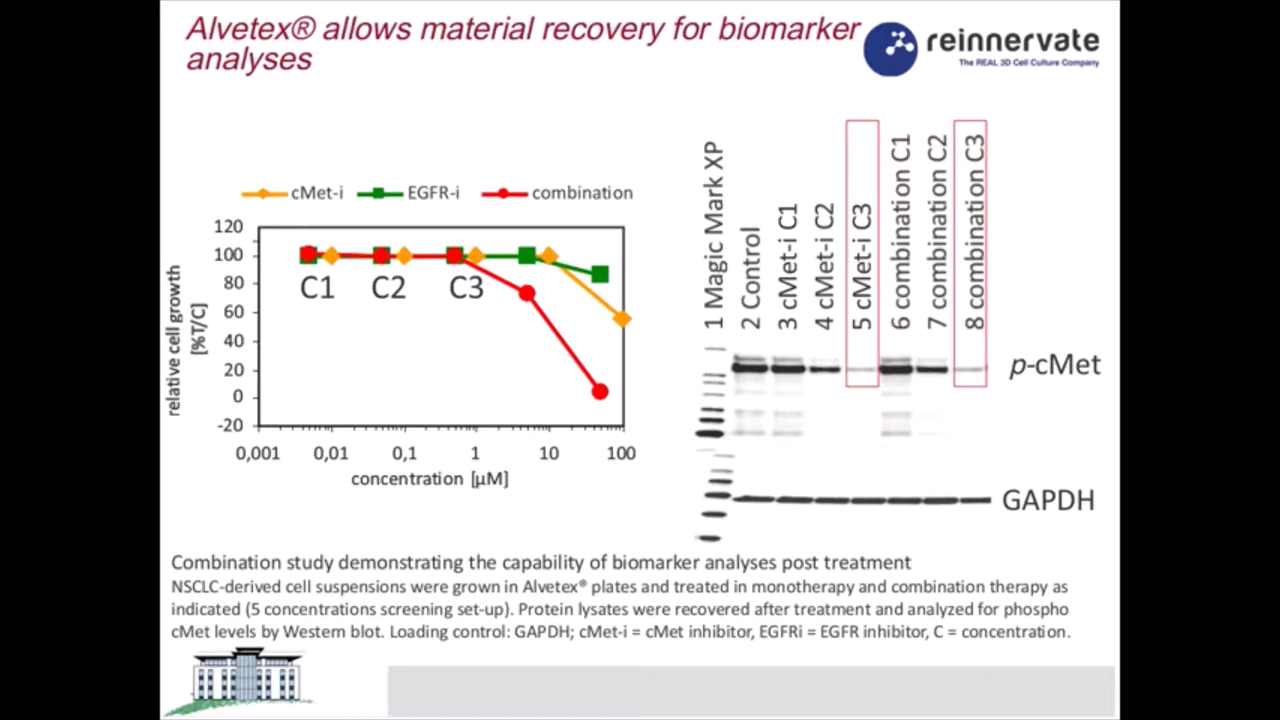 Alvetex® allows material recovery for biomarker
analyses
reinnervate
The REAL 3D Cell Culture Company
cMet-i
EGFR-i
combination
relative cell growth
[%T/C]
120
100
80
60
40
20
0
-20
C1
C2
C3
0,001
0,01
0,1
1
10
100
concentration [µM]
1 Magic Mark XP
2 Control
3 cMet-i C1
4 cMet-i C2
5 cMet-i C3
6 combination C1
7 combination C2
8 combination C3
p-cMet
GAPDH
Combination study demonstrating the capability of biomarker analyses post treatment
NSCLC-derived cell suspensions were grown in Alvetex® plates and treated in monotherapy and combination therapy as
indicated (5 concentrations screening set-up). Protein lysates were recovered after treatment and analyzed for phospho
cMet levels by Western blot. Loading control: GAPDH; cMet-i = cMet inhibitor, EGFRi = EGFR inhibitor, C = concentration.